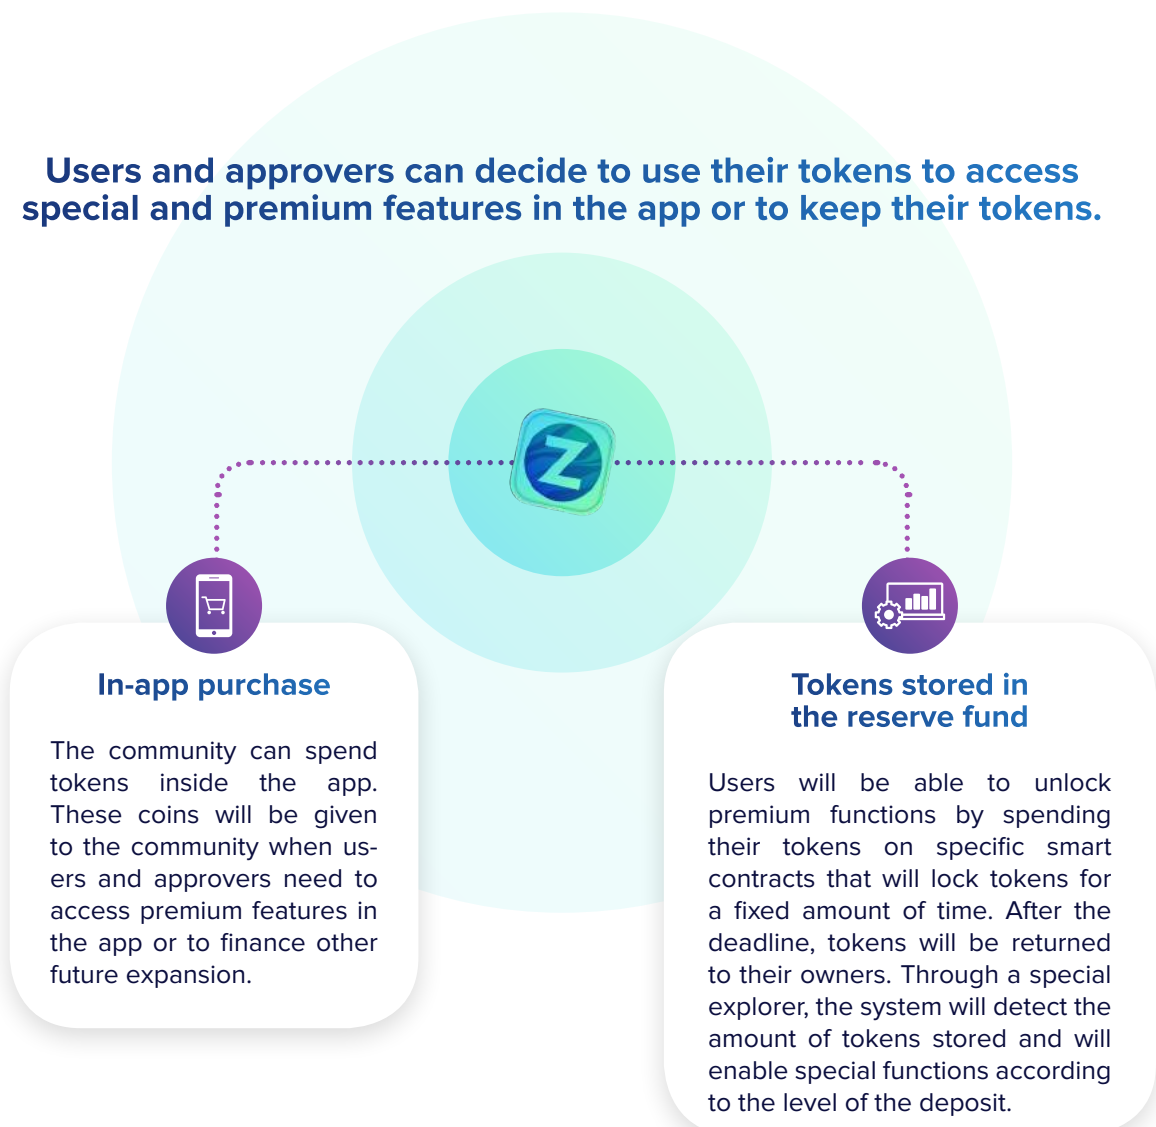 Users and approvers can decide to use their tokens to access
special and premium features in the app or to keep their tokens.
Z
In-app purchase
The community can spend
tokens inside the app.
These coins will be given
to the community when us-
ers and approvers need to
access premium features in
the app or to finance other
future expansion.
Tokens stored in
the reserve fund
Users will be able to unlock
premium functions by spending
their tokens on specific smart
contracts that will lock tokens for
a fixed amount of time. After the
deadline, tokens will be returned
to their owners. Through a special
explorer, the system will detect the
amount of tokens stored and will
enable special functions according
to the level of the deposit.